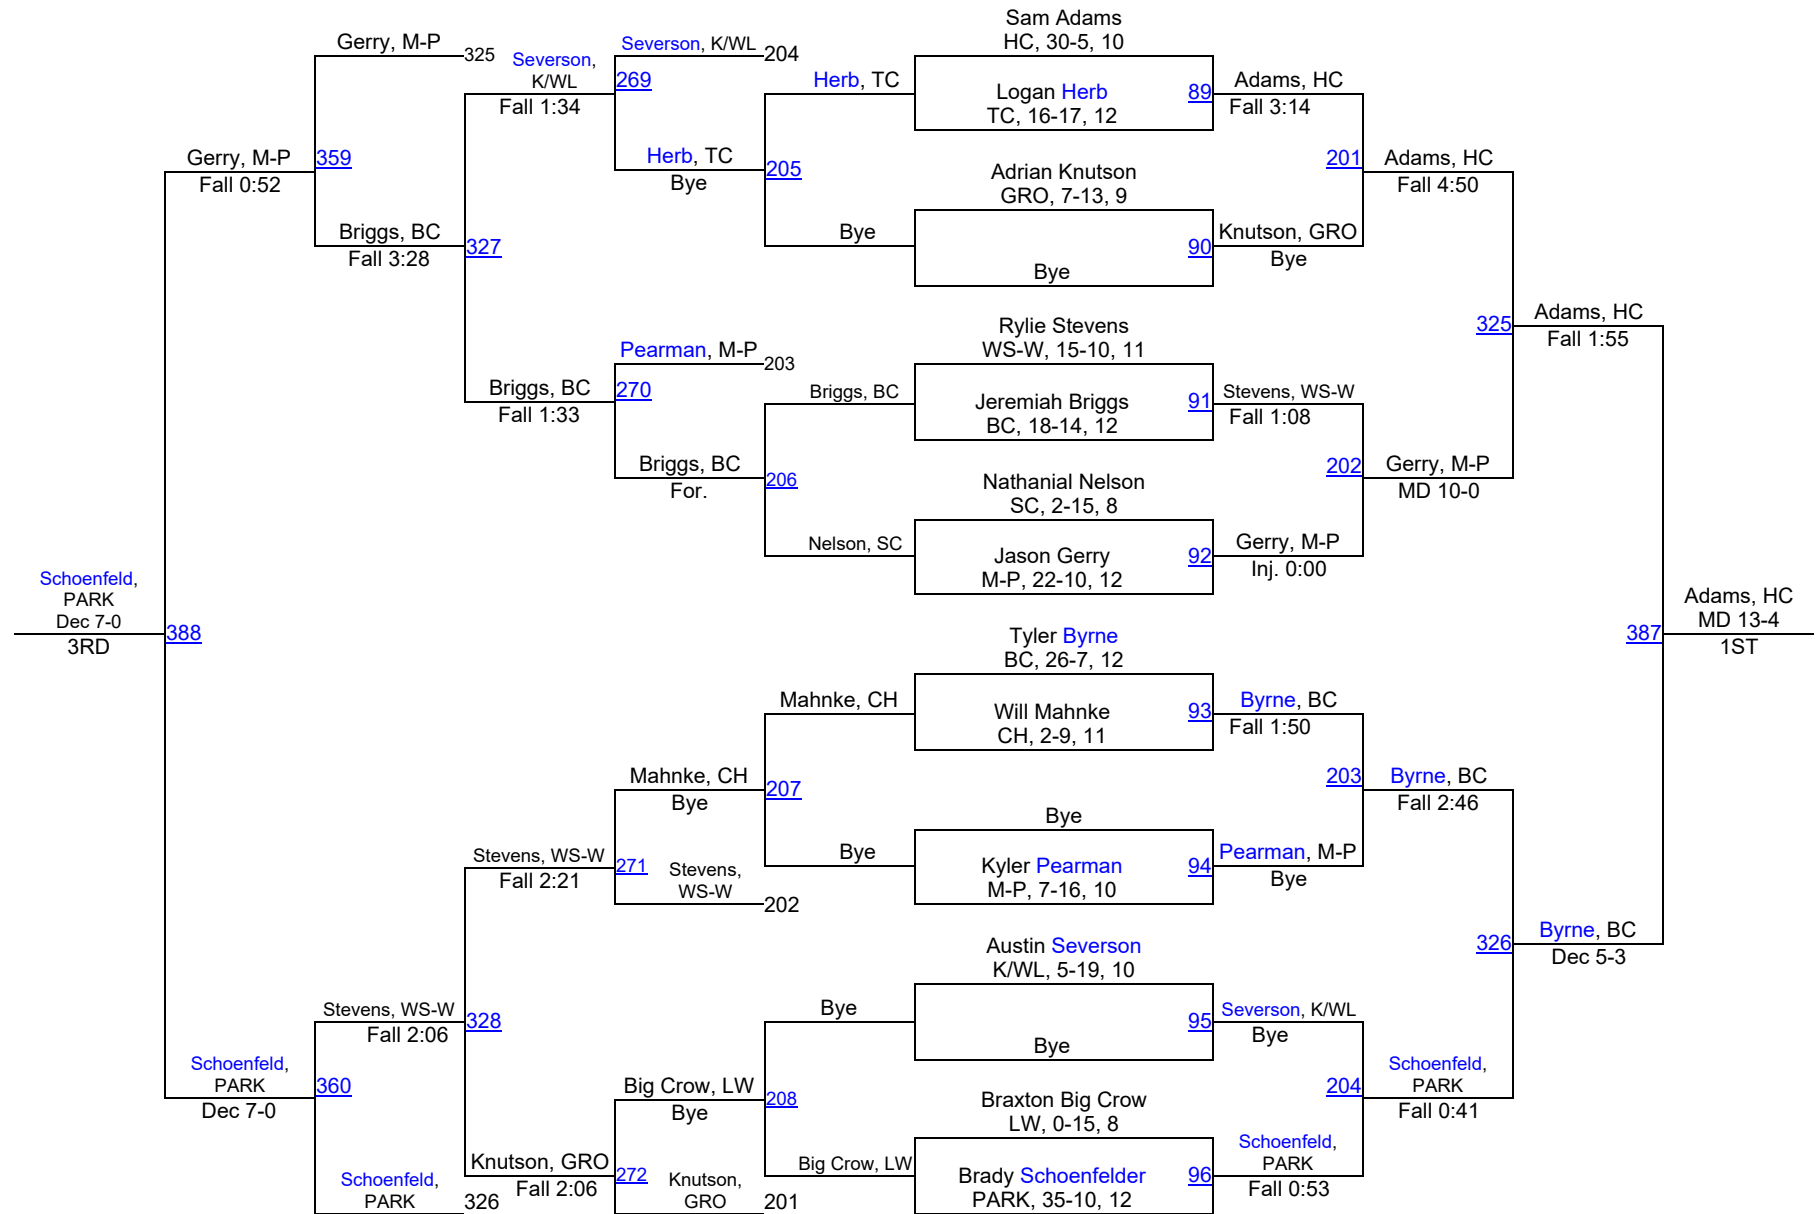 Sam Adams
HC, 30-5, 10
Gerry, M-P
325
Severson,
K/WL
Fall 1:34
Severson, K/WL
204
269
Herb, TC
Logan Herb
TC, 16-17, 12
89
Adams, HC
Fall 3:14
Gerry, M-P
Fall 0:52
359
Herb, TC
Bye
205
Adrian Knutson
GRO, 7-13, 9
201
Adams, HC
Fall 4:50
Briggs, BC
Fall 3:28
327
Bye
Bye
90
Knutson, GRO
Bye
Rylie Stevens
WS-W, 15-10, 11
325
Adams, HC
Fall 1:55
Pearman, M-P
203
Briggs, BC
Fall 1:33
270
Briggs, BC
Jeremiah Briggs
BC, 18-14, 12
91
Stevens, WS-W
Fall 1:08
Briggs, BC
For.
206
Nathanial Nelson
SC, 2-15, 8
202
Gerry, M-P
MD 10-0
Nelson, SC
Jason Gerry
M-P, 22-10, 12
92
Gerry, M-P
Inj. 0:00
Schoenfeld,
PARK
Dec 7-0
3RD
388
Tyler Byrne
BC, 26-7, 12
387
Adams, HC
MD 13-4
1ST
Mahnke, CH
Will Mahnke
CH, 2-9, 11
93
Byrne, BC
Fall 1:50
Mahnke, CH
Bye
207
203
Byrne, BC
Fall 2:46
Bye
Stevens, WS-W
Fall 2:21
271
Stevens,
WS-W
202
Bye
Kyler Pearman
M-P, 7-16, 10
94
Pearman, M-P
Bye
Austin Severson
K/WL, 5-19, 10
326
Byrne, BC
Dec 5-3
Stevens, WS-W
Fall 2:06
328
Bye
Bye
95
Severson, K/WL
Bye
Schoenfeld,
PARK
Dec 7-0
360
Big Crow, LW
Bye
208
Braxton Big Crow
LW, 0-15, 8
204
Schoenfeld,
PARK
Fall 0:41
Schoenfeld,
PARK
326
Knutson, GRO
Fall 2:06
272
Knutson,
GRO
201
Big Crow, LW
Brady Schoenfelder
PARK, 35-10, 12
96
Schoenfeld,
PARK
Fall 0:53